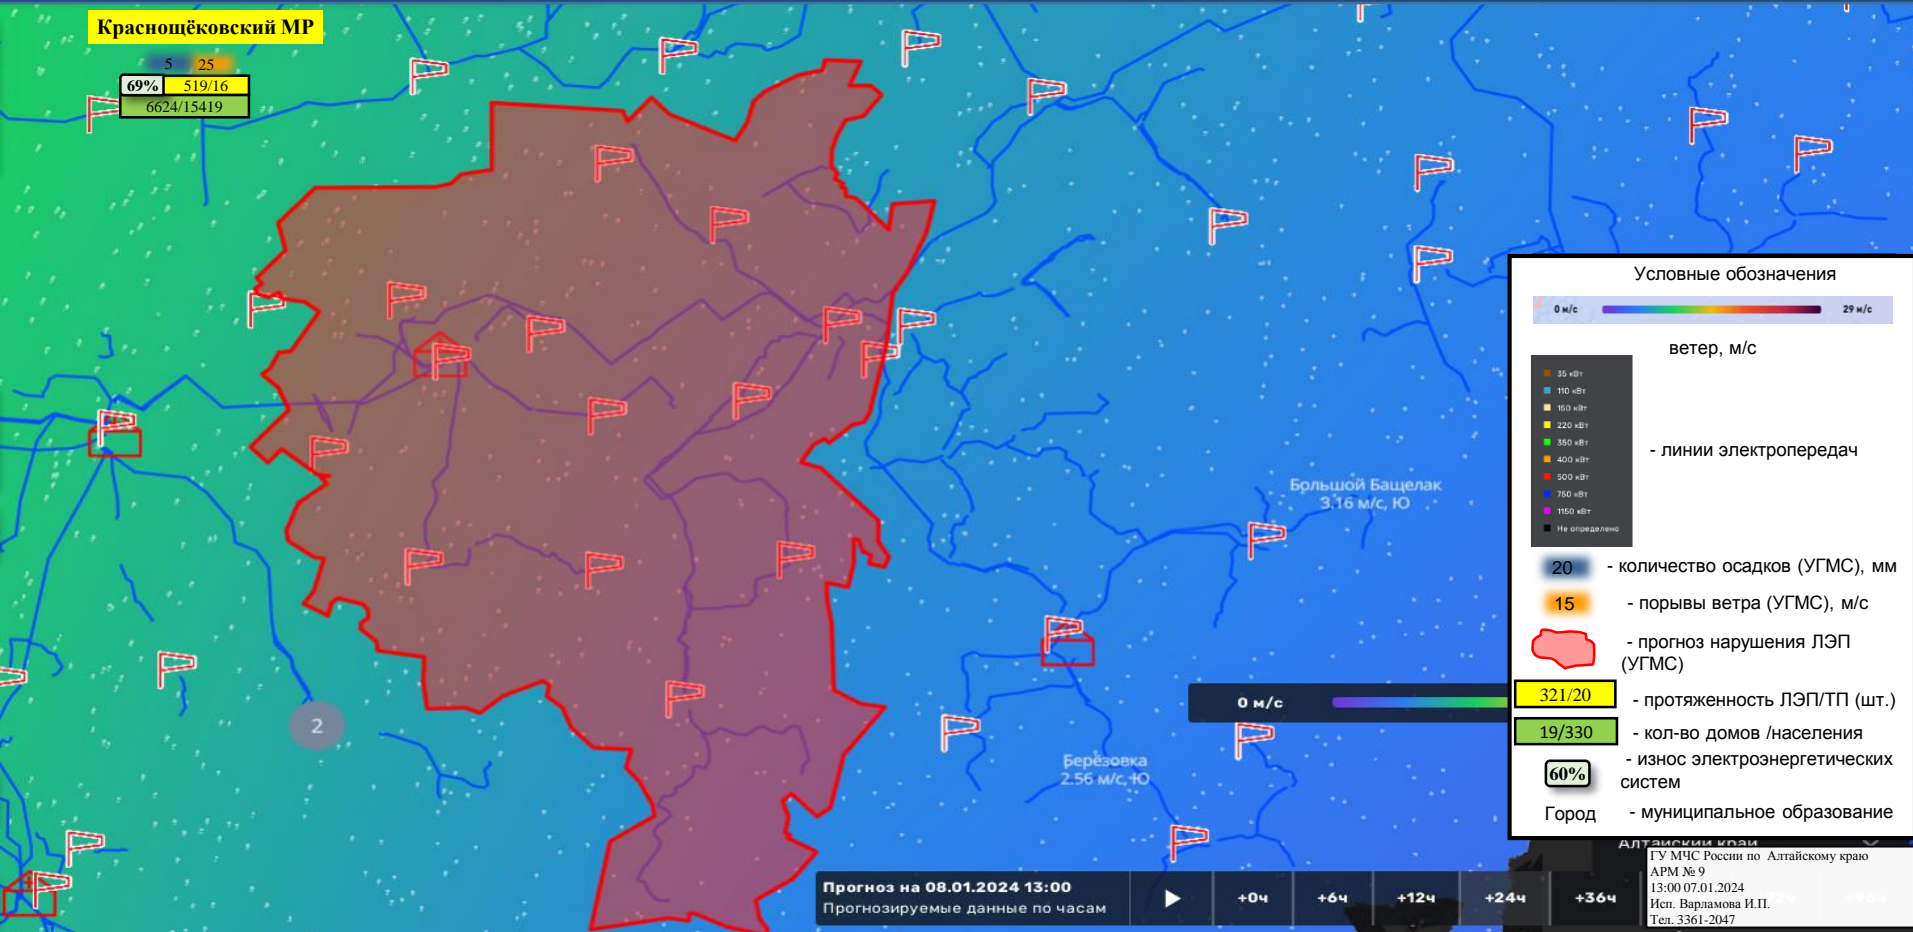 Краснощёковский МР
5 25
69% 519/16
6624/15419
2
Большой Бащелак
3.16 м/с, Ю
Берёзовка
2.56 м/с, Ю
0 м/с
Условные обозначения
0 м/с 29 м/с
ветер, м/с
35 кВт
110 кВт
150 кВт
220 кВт
350 кВт
400 кВт
500 кВт
750 кВт
1150 кВт
Не определено
- линии электропередач
20 - количество осадков (УГМС), мм
15 - порывы ветра (УГМС), м/с
- прогноз нарушения ЛЭП
(УГМС)
321/20 - протяженность ЛЭП/ТП (шт.)
19/330 - кол-во домов /населения
60% - износ электроэнергетических
систем
Город - муниципальное образование
Алтайский край
Прогноз на 08.01.2024 13:00
Прогнозируемые данные по часам
+0ч +6ч +12ч +24ч +36ч
ГУ МЧС России по Алтайскому краю
АРМ № 9
13:00 07.01.2024
Исп. Варламова И.П.
Тел. 3361-2047